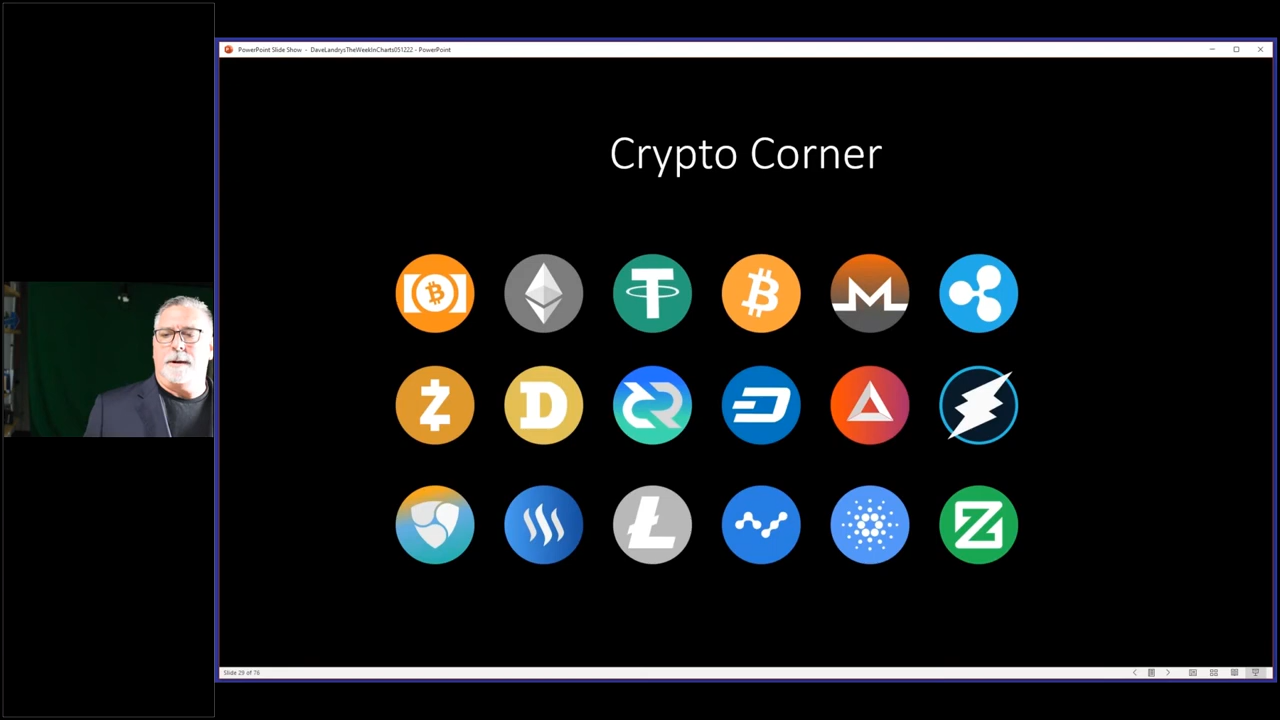 PowerPoint Slide Show - DaveLandrysTheWeekInCharts051222 - PowerPoint
Crypto Corner
Slide 29 of 76